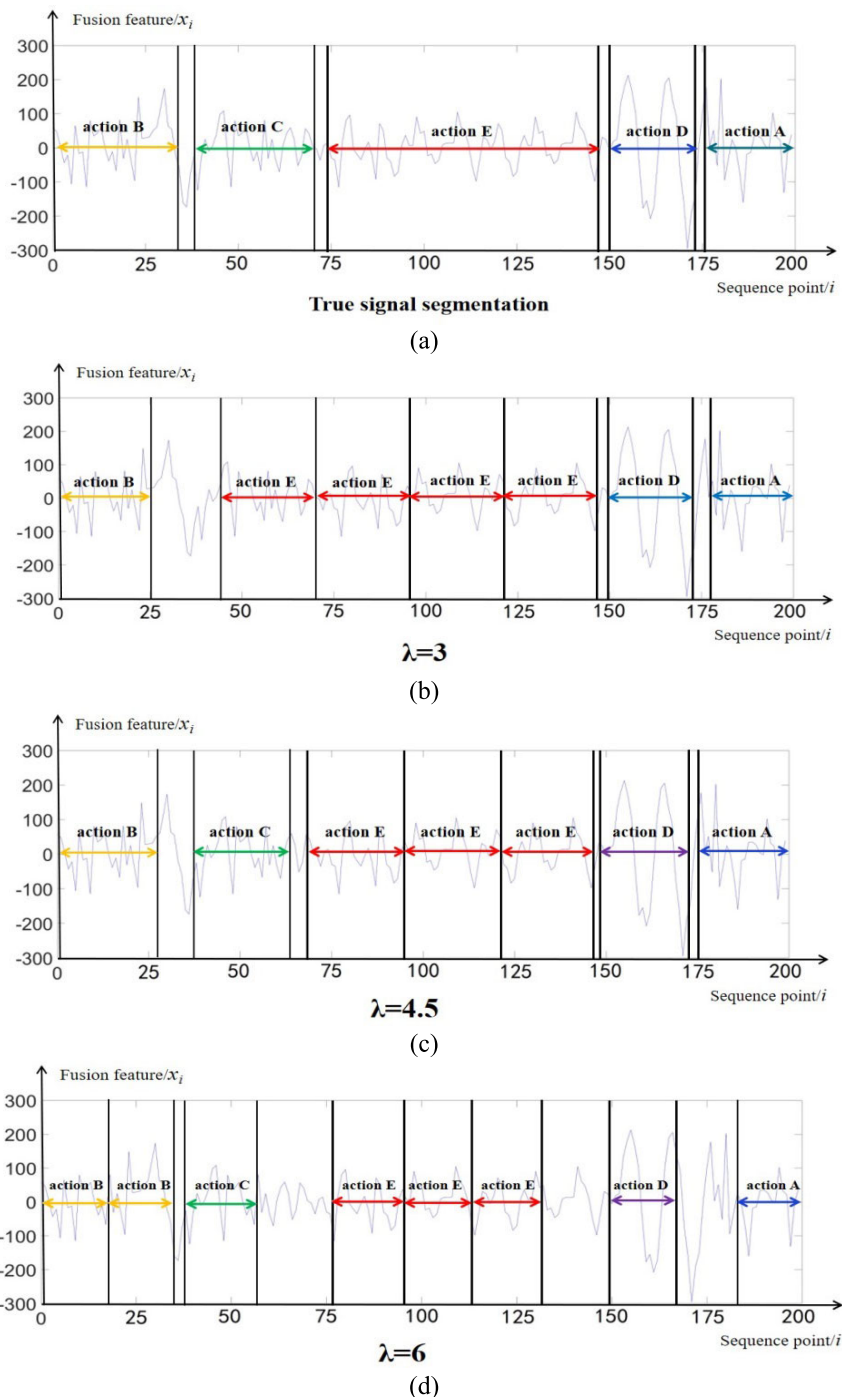 Fusion feature/xᵢ
300
200
100
0
-100
-200
-300
action B action C action E action D action A
0 25 50 75 100 125 150 175 200
Sequence point/i
True signal segmentation
(a)
Fusion feature/xᵢ
300
200
100
0
-100
-200
-300
action B action E action E action E action E action D action A
0 25 50 75 100 125 150 175 200
Sequence point/i
λ=3
(b)
Fusion feature/xᵢ
300
200
100
0
-100
-200
-300
action B action C action E action E action E action D action A
0 25 50 75 100 125 150 175 200
Sequence point/i
λ=4.5
(c)
Fusion feature/xᵢ
300
200
100
0
-100
-200
-300
action B action B action C action E action E action E action D action A
0 25 50 75 100 125 150 175 200
Sequence point/i
λ=6
(d)